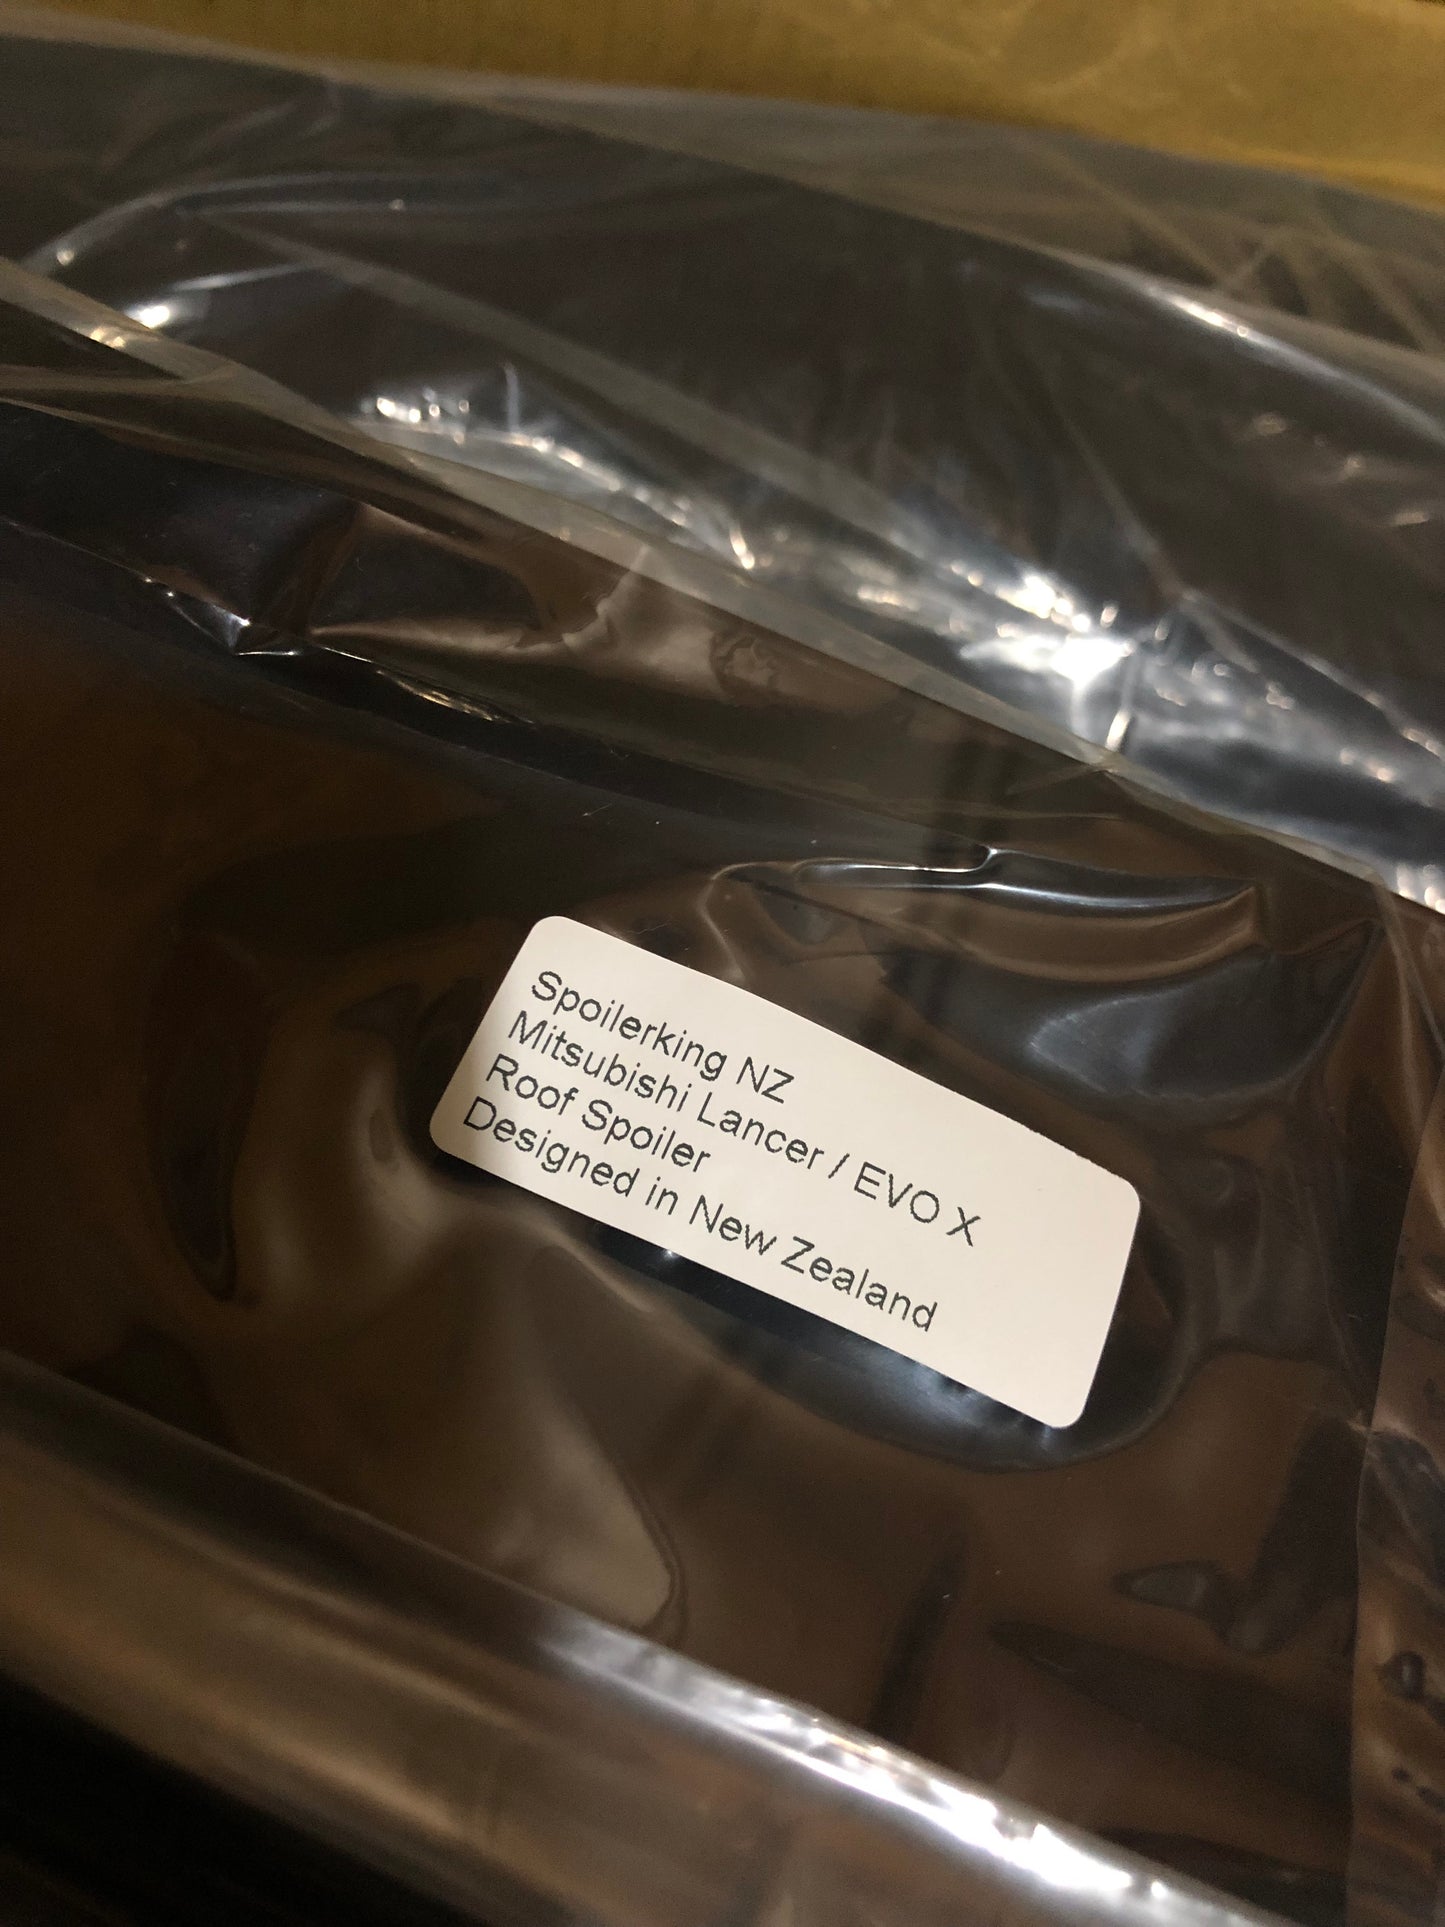 Spoilerking NZ
Mitsubishi Lancer / EVO X
Roof Spoiler
Designed in New Zealand